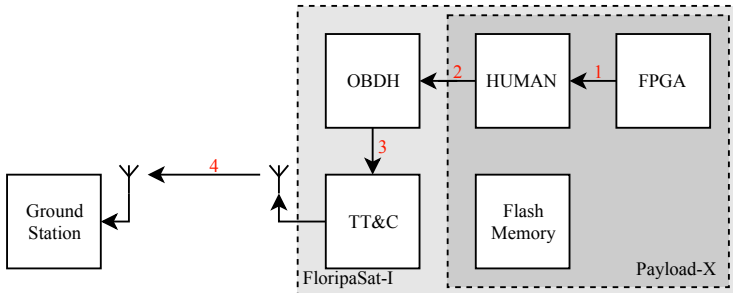 OBDH
2
HUMAN
1
FPGA
3
4
Ground
Station
TT&C
Flash
Memory
FloripaSat-I
Payload-X